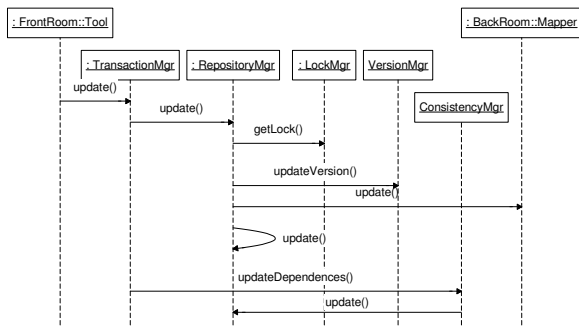 : FrontRoom::Tool
: BackRoom::Mapper
: TransactionMgr
: RepositoryMgr
: LockMgr
VersionMgr
update()
ConsistencyMgr
update()
getLock()
updateVersion()
update()
update()
updateDependences()
update()